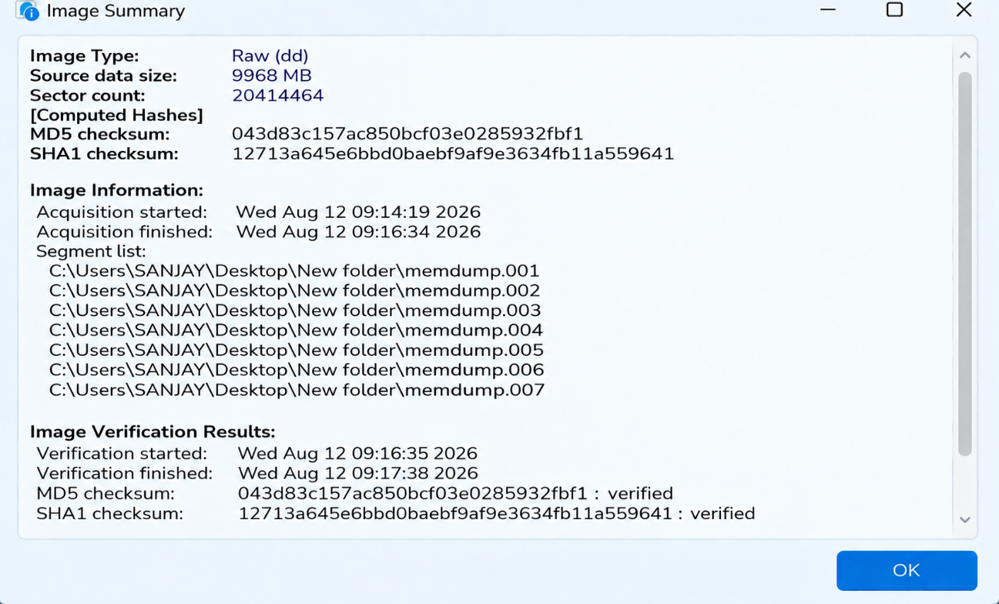 Image Summary
Image Type: Raw (dd)
Source data size: 9968 MB
Sector count: 20414464
[Computed Hashes]
MD5 checksum: 043d83c157ac850bcf03e0285932fbf1
SHA1 checksum: 12713a645e6bbd0baebf9af9e3634fb11a559641
Image Information:
Acquisition started: Wed Aug 12 09:14:19 2026
Acquisition finished: Wed Aug 12 09:16:34 2026
Segment list:
C:\Users\SANJAY\Desktop\New folder\memdump.001
C:\Users\SANJAY\Desktop\New folder\memdump.002
C:\Users\SANJAY\Desktop\New folder\memdump.003
C:\Users\SANJAY\Desktop\New folder\memdump.004
C:\Users\SANJAY\Desktop\New folder\memdump.005
C:\Users\SANJAY\Desktop\New folder\memdump.006
C:\Users\SANJAY\Desktop\New folder\memdump.007
Image Verification Results:
Verification started: Wed Aug 12 09:16:35 2026
Verification finished: Wed Aug 12 09:17:38 2026
MD5 checksum: 043d83c157ac850bcf03e0285932fbf1 : verified
SHA1 checksum: 12713a645e6bbd0baebf9af9e3634fb11a559641 : verified
OK